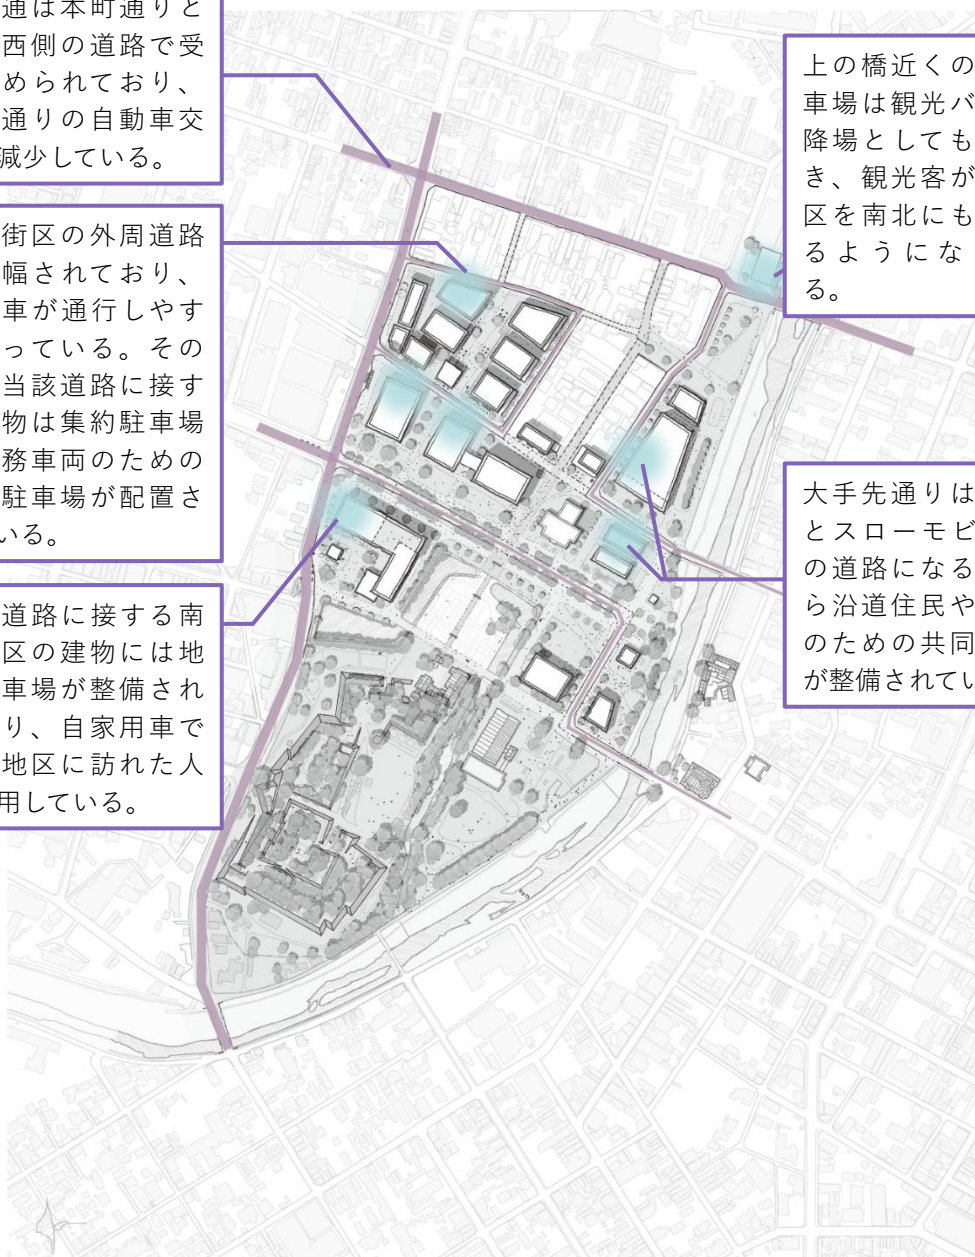 通は本町通りと
西側の道路で受
められており、
通りの自動車交
減少している。
街区の外周道路
幅されており、
車が通行しやす
っている。その
当該道路に接す
物は集約駐車場
務車両のための
駐車場が配置さ
いる。
道路に接する南
区の建物には地
車場が整備され
り、自家用車で
地区に訪れた人
用している。
上の橋近くの
車場は観光バ
降場としても
き、観光客が
区を南北にも
るようにな
る。
大手先通りは
とスローモビ
の道路になる
ら沿道住民や
のための共同
が整備されてい